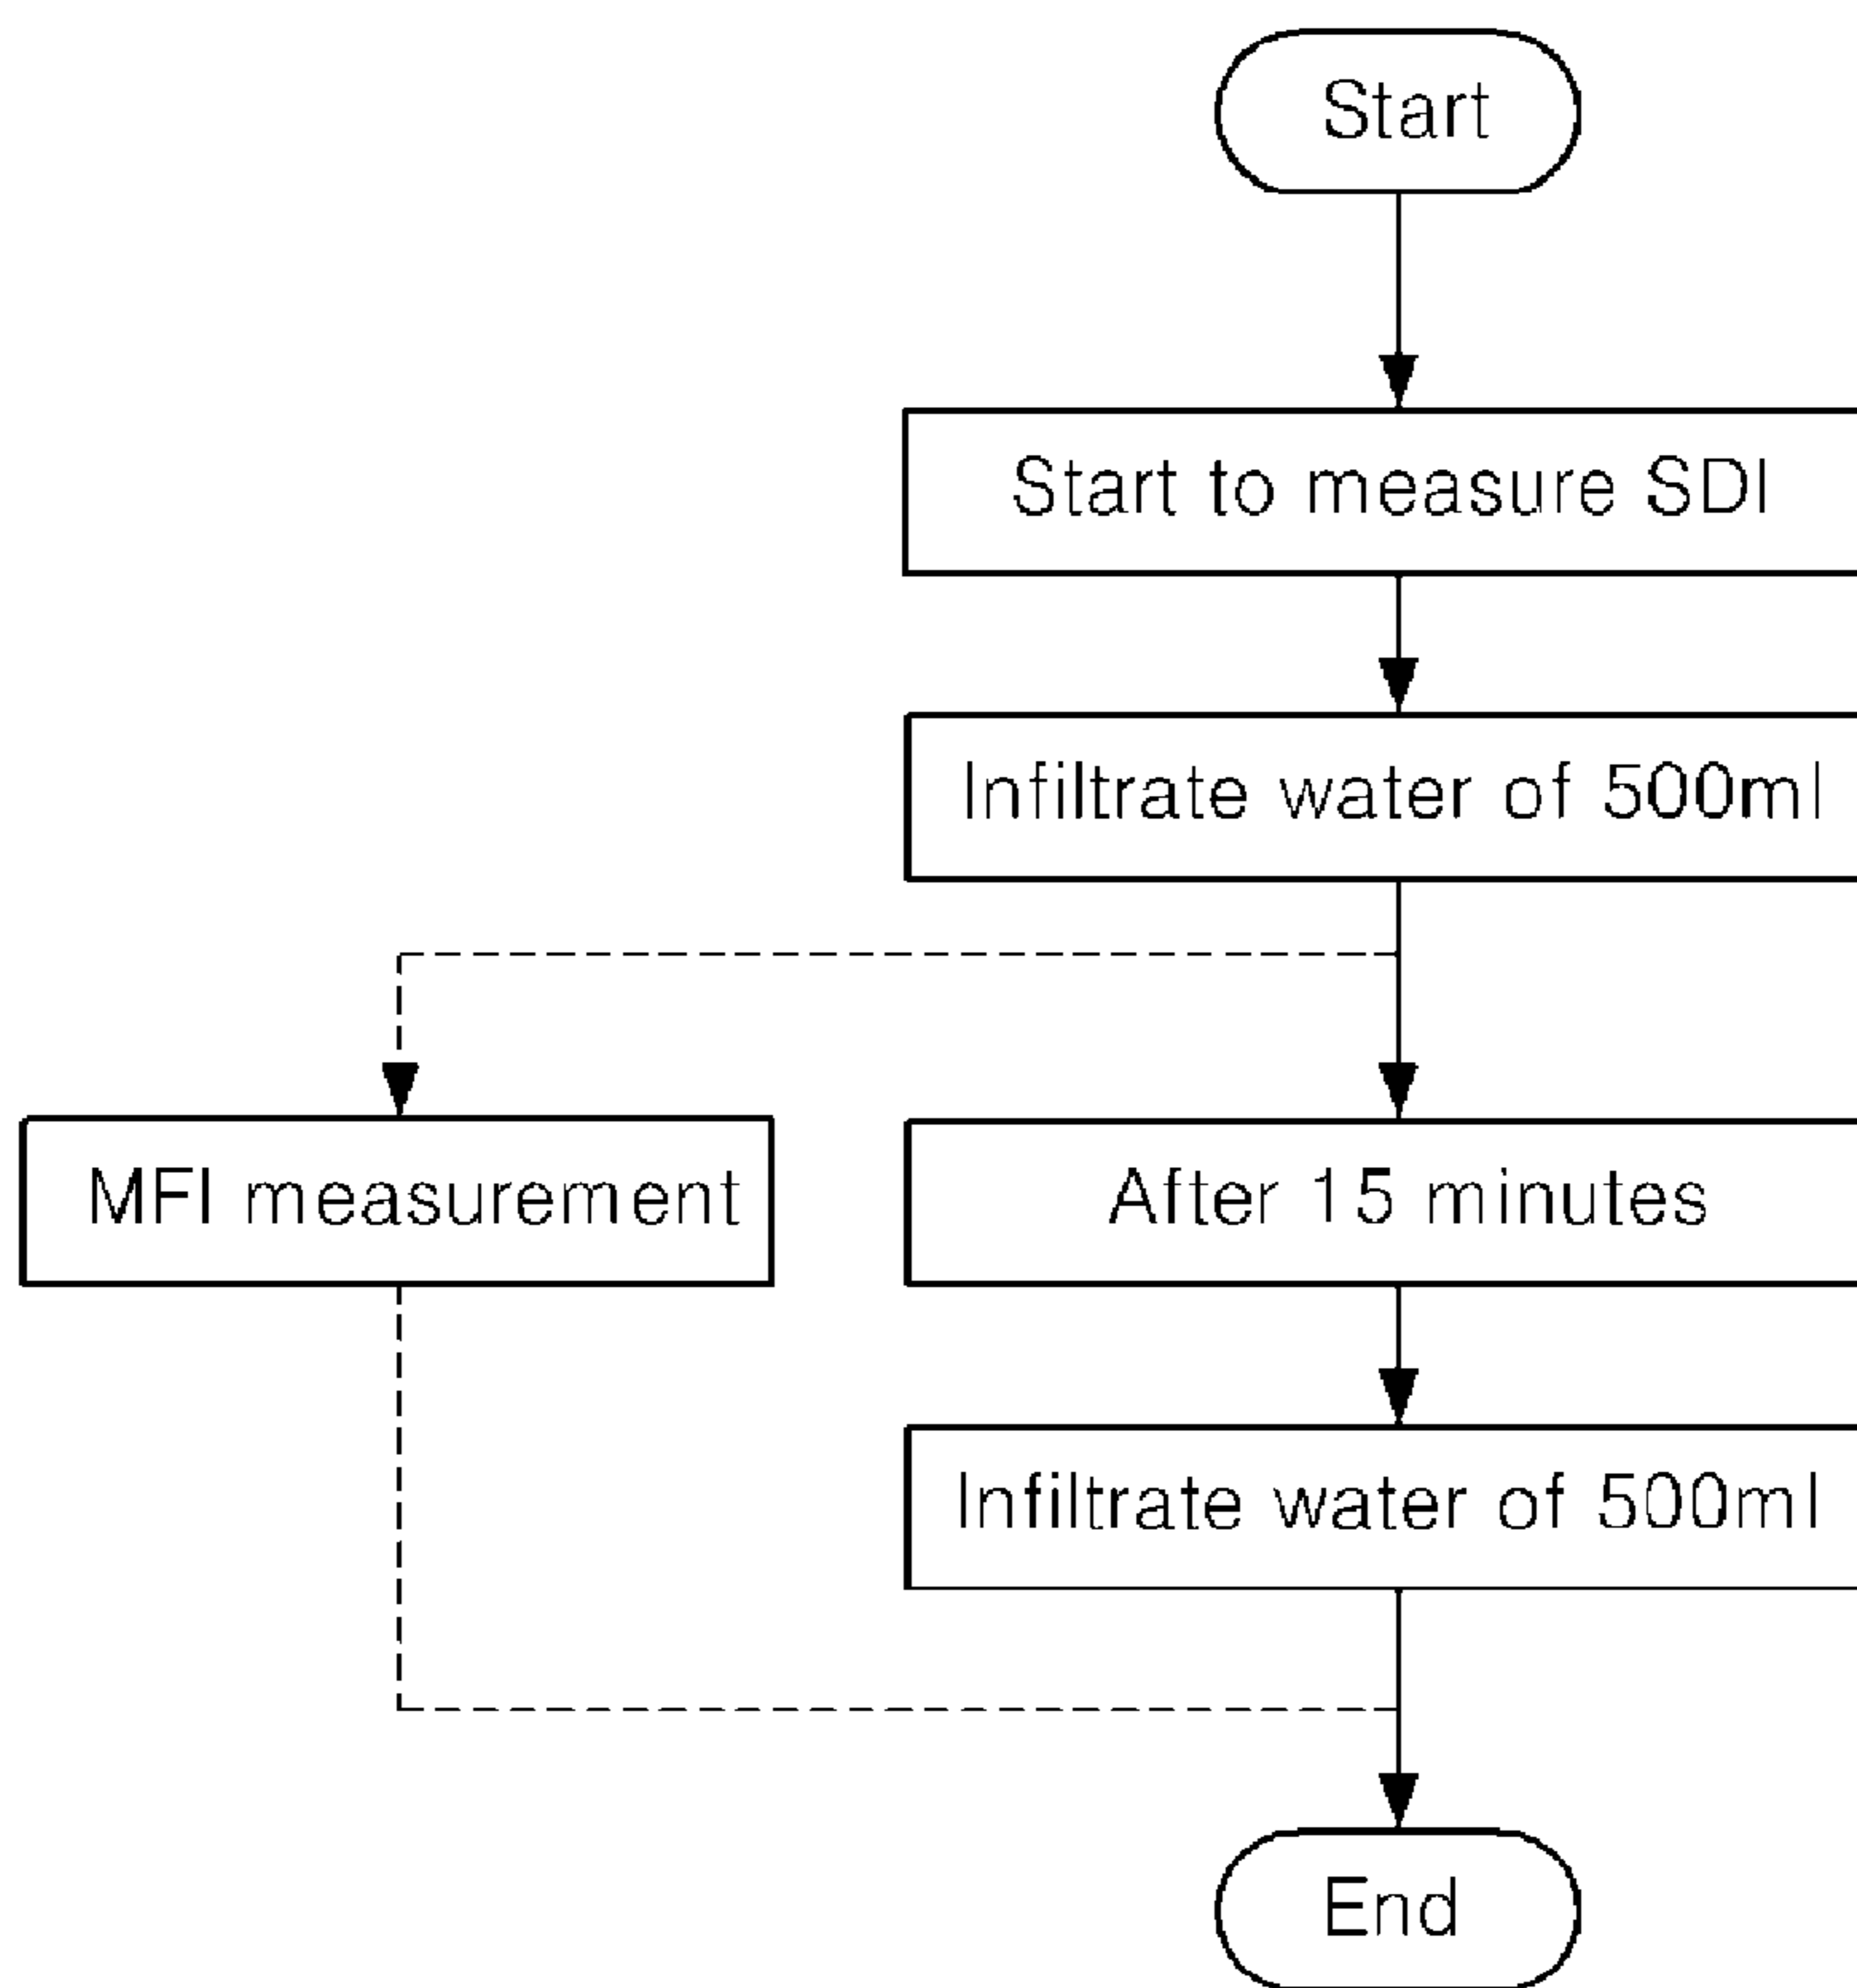 Start
Start to measure SDI
Infiltrate water of 500ml
MFI measurement
After 15 minutes
Infiltrate water of 500ml
End